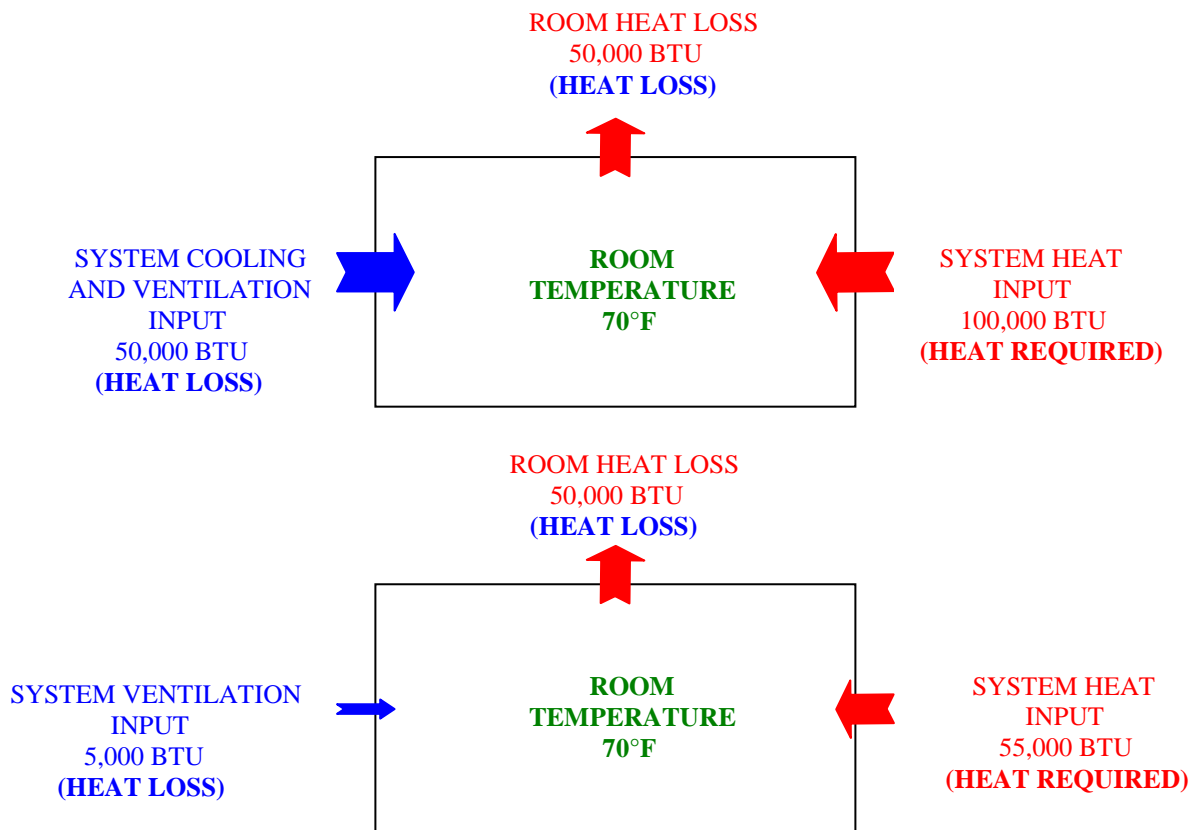 ROOM HEAT LOSS
50,000 BTU
(HEAT LOSS)
SYSTEM COOLING
AND VENTILATION
INPUT
50,000 BTU
(HEAT LOSS)
ROOM
TEMPERATURE
70°F
SYSTEM HEAT
INPUT
100,000 BTU
(HEAT REQUIRED)
ROOM HEAT LOSS
50,000 BTU
(HEAT LOSS)
SYSTEM VENTILATION
INPUT
5,000 BTU
(HEAT LOSS)
ROOM
TEMPERATURE
70°F
SYSTEM HEAT
INPUT
55,000 BTU
(HEAT REQUIRED)